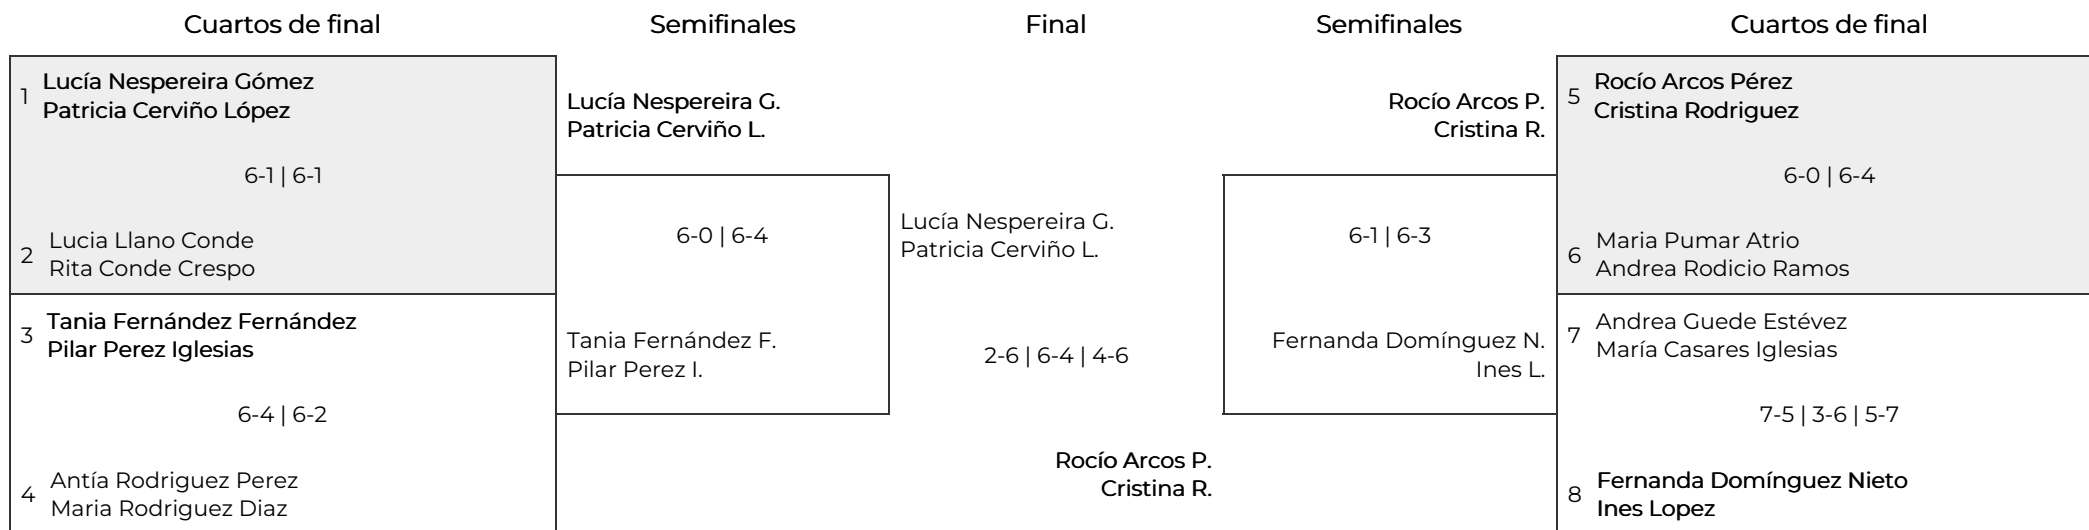 Cuartos de final
Semifinales
Final
Semifinales
Cuartos de final
1
Lucía Nespereira Gómez
Patricia Cerviño López
6-1 | 6-1
2
Lucia Llano Conde
Rita Conde Crespo
3
Tania Fernández Fernández
Pilar Perez Iglesias
6-4 | 6-2
4
Antía Rodriguez Perez
Maria Rodriguez Diaz
Lucía Nespereira G.
Patricia Cerviño L.
6-0 | 6-4
Tania Fernández F.
Pilar Perez I.
Lucía Nespereira G.
Patricia Cerviño L.
2-6 | 6-4 | 4-6
Rocío Arcos P.
Cristina R.
Rocío Arcos P.
Cristina R.
6-1 | 6-3
Fernanda Domínguez N.
Ines L.
5
Rocío Arcos Pérez
Cristina Rodriguez
6-0 | 6-4
6
Maria Pumar Atrio
Andrea Rodicio Ramos
7
Andrea Guede Estévez
María Casares Iglesias
7-5 | 3-6 | 5-7
8
Fernanda Domínguez Nieto
Ines Lopez